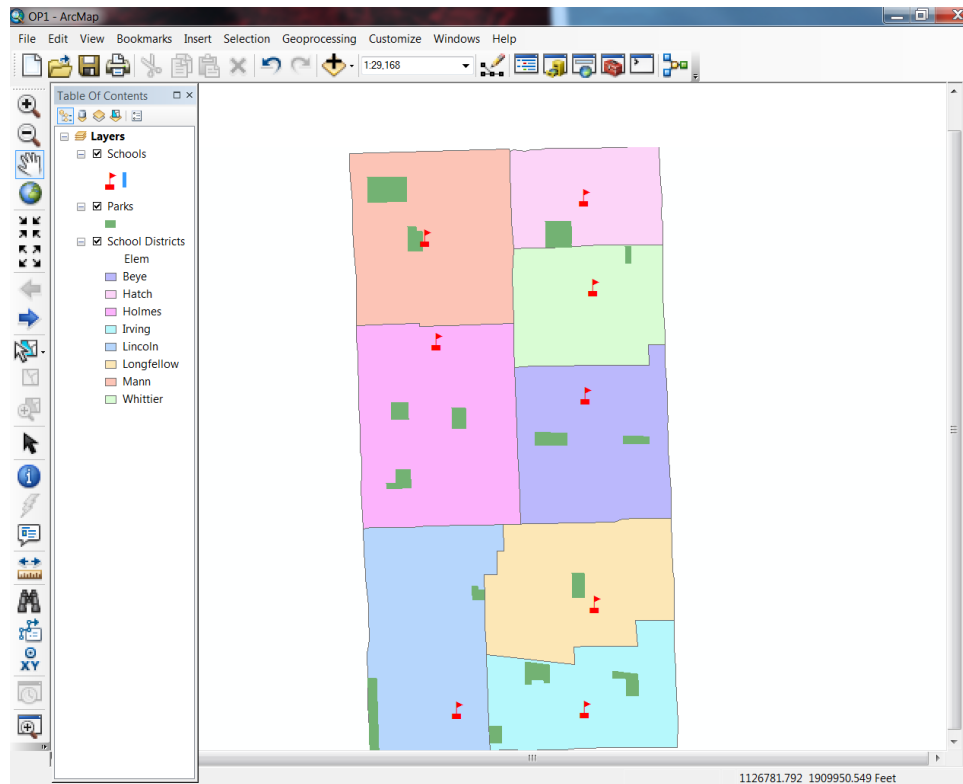 OP1 - ArcMap
File Edit View Bookmarks Insert Selection Geoprocessing Customize Windows Help
1:29,168
Table Of Contents
Layers
Schools
Parks
School Districts
Elem
Beye
Hatch
Holmes
Irving
Lincoln
Longfellow
Mann
Whittier
XY
1126781.792 1909950.549 Feet